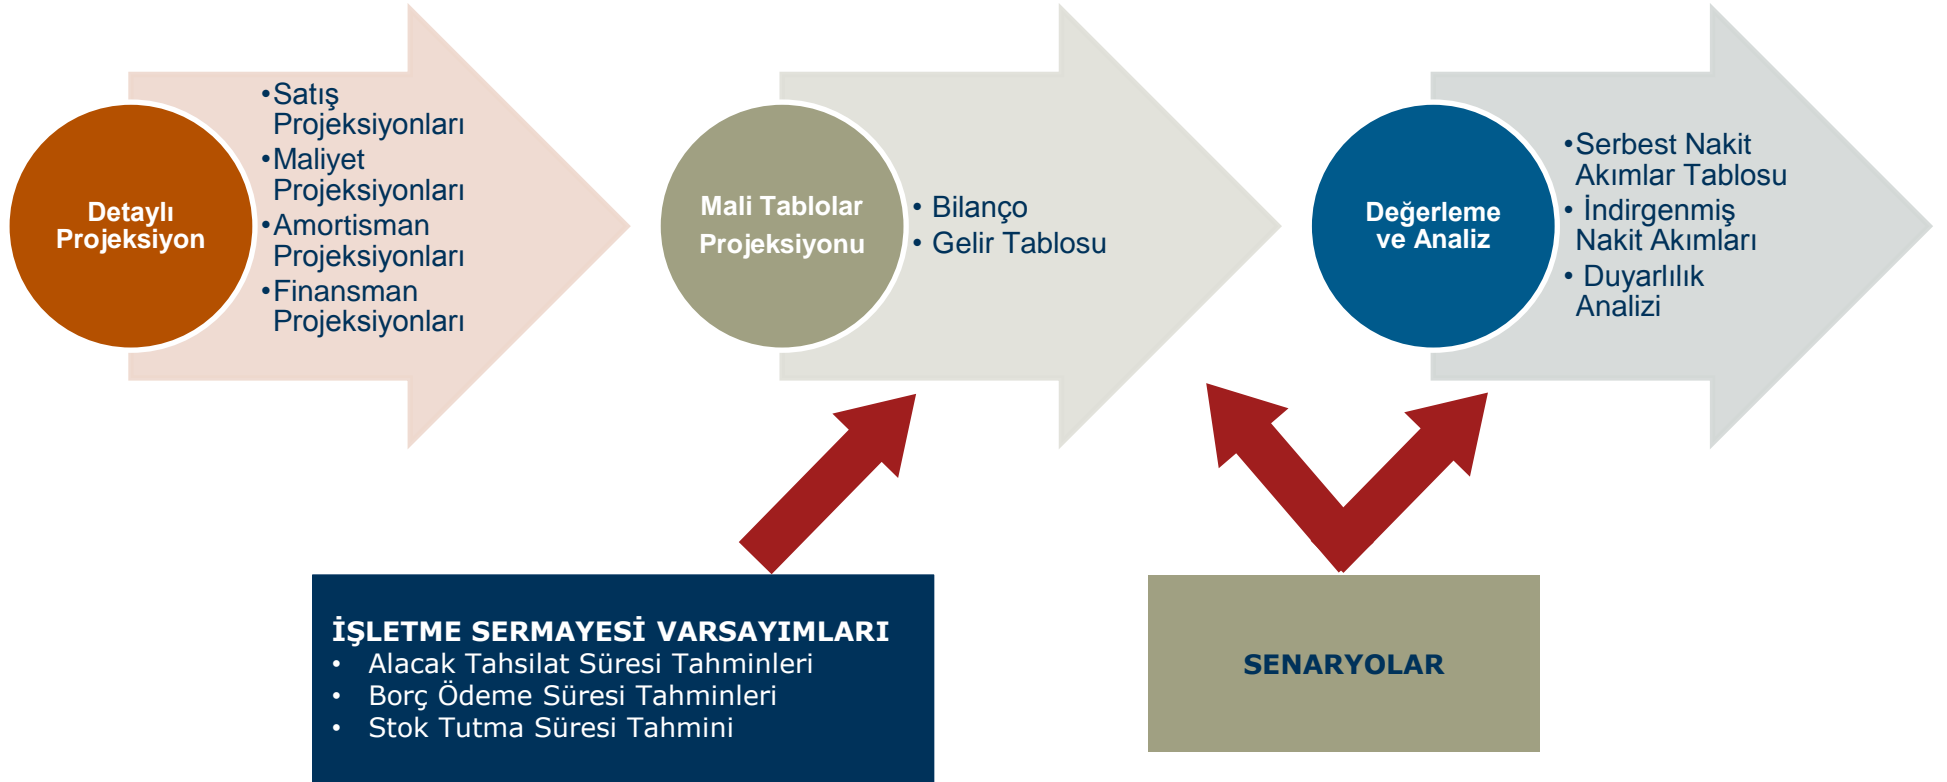 Detaylı
Projeksiyon
•Satış
Projeksiyonları
•Maliyet
Projeksiyonları
•Amortisman
Projeksiyonları
•Finansman
Projeksiyonları
Mali Tablolar
Projeksiyonu
• Bilanço
• Gelir Tablosu
Değerleme
ve Analiz
•Serbest Nakit
Akımlar Tablosu
• İndirgenmiş
Nakit Akımları
• Duyarlılık
Analizi
İŞLETME SERMAYESİ VARSAYIMLARI
• Alacak Tahsilat Süresi Tahminleri
• Borç Ödeme Süresi Tahminleri
• Stok Tutma Süresi Tahmini
SENARYOLAR